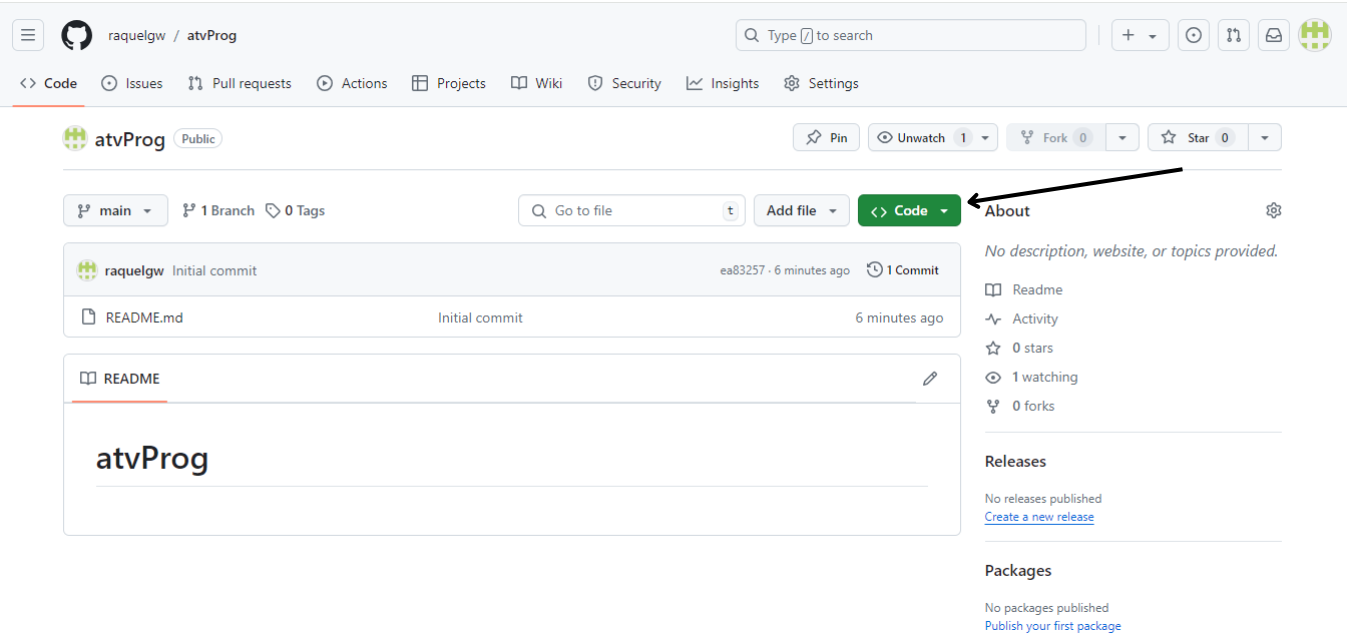 raquelgw / atvProg
Type / to search
Code Issues Pull requests Actions Projects Wiki Security Insights Settings
atvProg Public
Pin Unwatch 1 Fork 0 Star 0
main 1 Branch 0 Tags
Go to file t Add file Code
raquelgw Initial commit ea83257 · 6 minutes ago 1 Commit
README.md Initial commit 6 minutes ago
README
atvProg
About
No description, website, or topics provided.
Readme
Activity
0 stars
1 watching
0 forks
Releases
No releases published
Create a new release
Packages
No packages published
Publish your first package